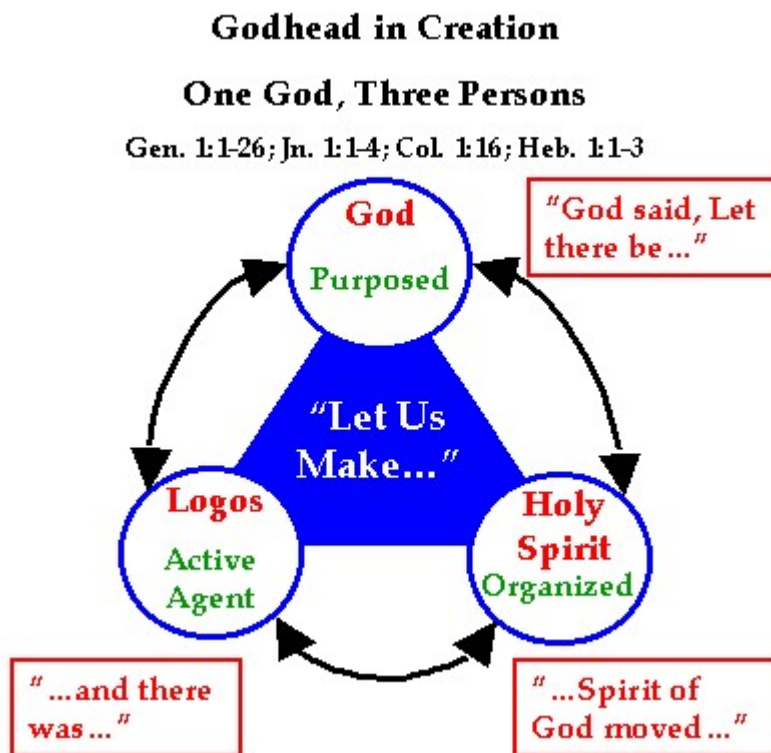 Godhead in Creation
One God, Three Persons
Gen. 1:1-26; Jn. 1:1-4; Col. 1:16; Heb. 1:1-3
God
Purposed
"God said, Let
there be..."
"Let Us
Make..."
Logos
Active
Agent
Holy
Spirit
Organized
"...and there
was..."
"...Spirit of
God moved..."